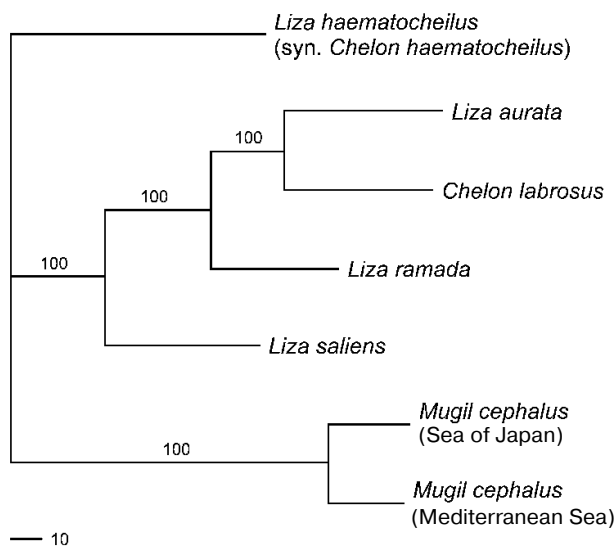 Liza haematocheilus
(syn. Chelon haematocheilus)
Liza aurata
100
Chelon labrosus
100
Liza ramada
100
Liza saliens
Mugil cephalus
(Sea of Japan)
100
Mugil cephalus
(Mediterranean Sea)
10